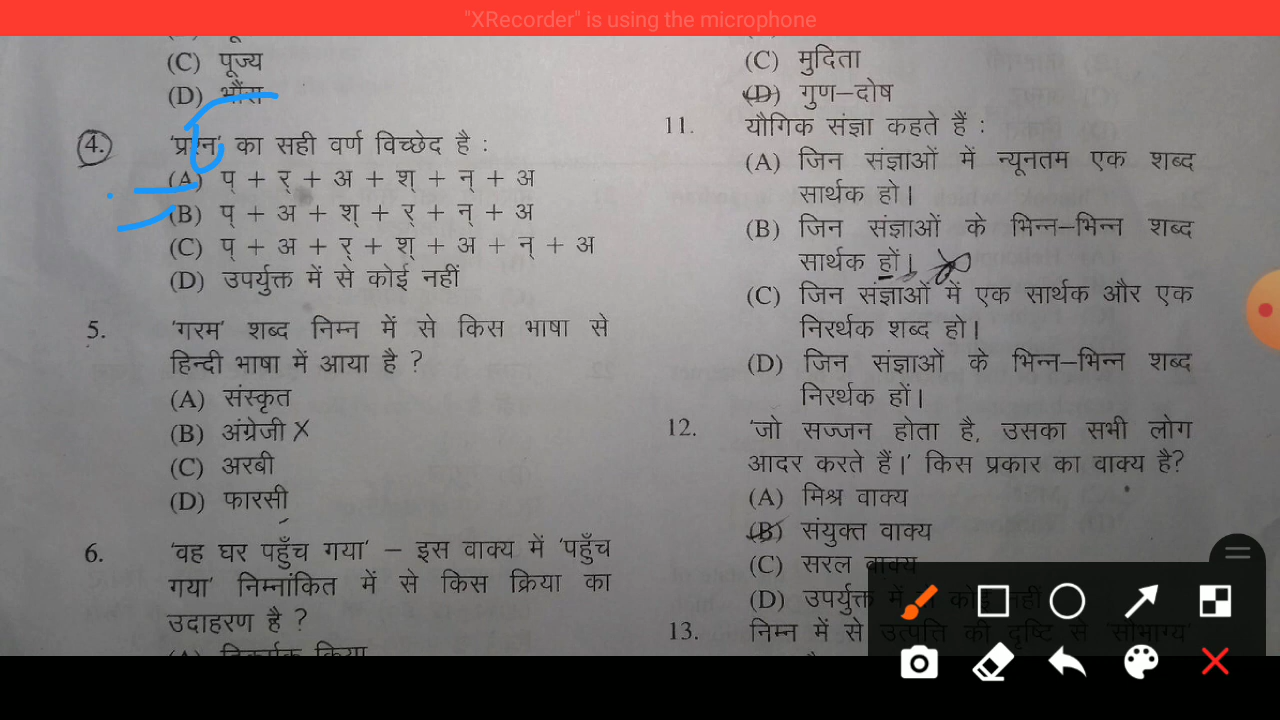 "XRecorder" is using the microphone
(C) पूज्य
(D) भौंरा
4. 'प्रश्न' का सही वर्ण विच्छेद है :
(A) प् + र् + अ + श् + न् + अ
(B) प् + अ + श् + र् + न् + अ
(C) प् + अ + र् + श् + अ + न् + अ
(D) उपर्युक्त में से कोई नहीं
5. 'गरम' शब्द निम्न में से किस भाषा से
हिन्दी भाषा में आया है ?
(A) संस्कृत
(B) अंग्रेजी
(C) अरबी
(D) फारसी
6. 'वह घर पहुँच गया' – इस वाक्य में 'पहुँच
गया' निम्नांकित में से किस क्रिया का
उदाहरण है ?
(C) मुदिता
(D) गुण–दोष
11. यौगिक संज्ञा कहते हैं :
(A) जिन संज्ञाओं में न्यूनतम एक शब्द
सार्थक हो।
(B) जिन संज्ञाओं के भिन्न–भिन्न शब्द
सार्थक हों।
(C) जिन संज्ञाओं में एक सार्थक और एक
निरर्थक शब्द हो।
(D) जिन संज्ञाओं के भिन्न–भिन्न शब्द
निरर्थक हों।
12. 'जो सज्जन होता है, उसका सभी लोग
आदर करते हैं।' किस प्रकार का वाक्य है?
(A) मिश्र वाक्य
(B) संयुक्त वाक्य
(C) सरल वाक्य
(D) उपर्युक्त में से कोई नहीं
13. निम्न में से उत्पत्ति की दृष्टि से 'सौभाग्य'